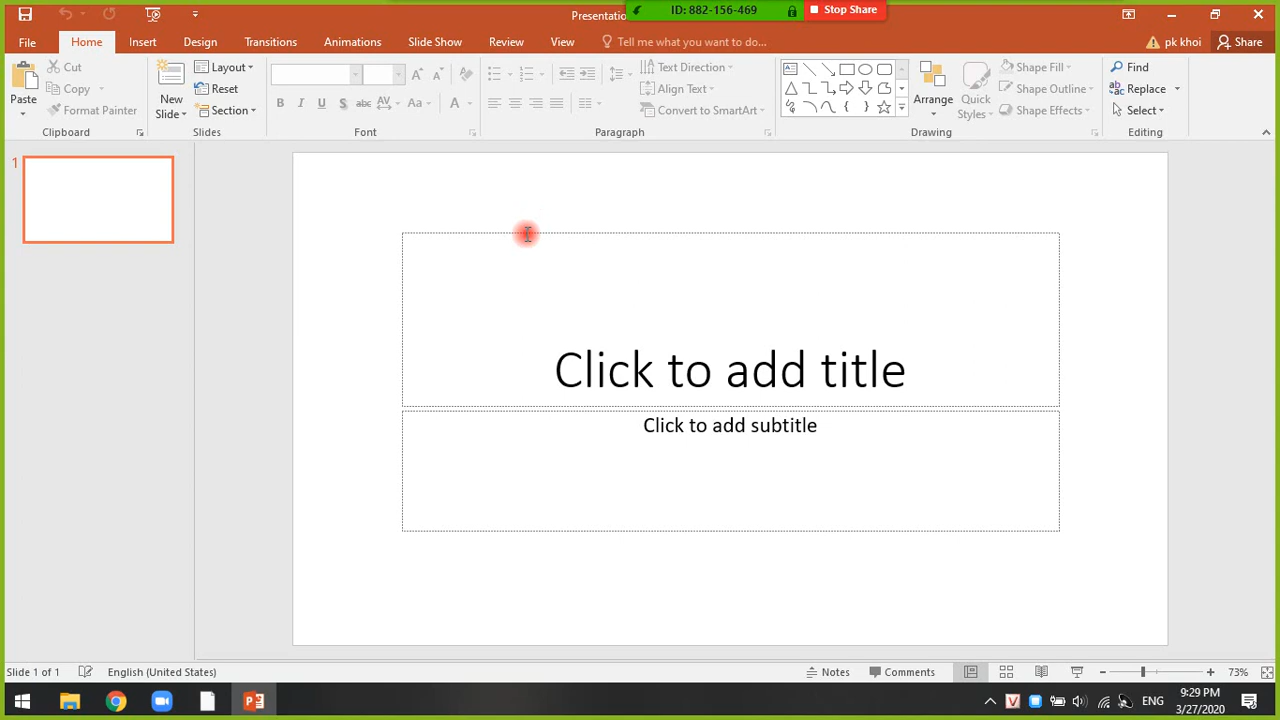 Presentatio
ID: 882-156-469
Stop Share
File
Home
Insert
Design
Transitions
Animations
Slide Show
Review
View
Tell me what you want to do...
pk khoi
Share
Paste
Cut
Copy
Format Painter
Clipboard
New
Slide
Layout
Reset
Section
Slides
B I U S abc AV Aa A
Font
Text Direction
Align Text
Convert to SmartArt
Paragraph
Arrange
Quick
Styles
Shape Fill
Shape Outline
Shape Effects
Drawing
Find
Replace
Select
Editing
1
Click to add title
Click to add subtitle
Slide 1 of 1
English (United States)
Notes
Comments
73%
ENG
9:29 PM
3/27/2020